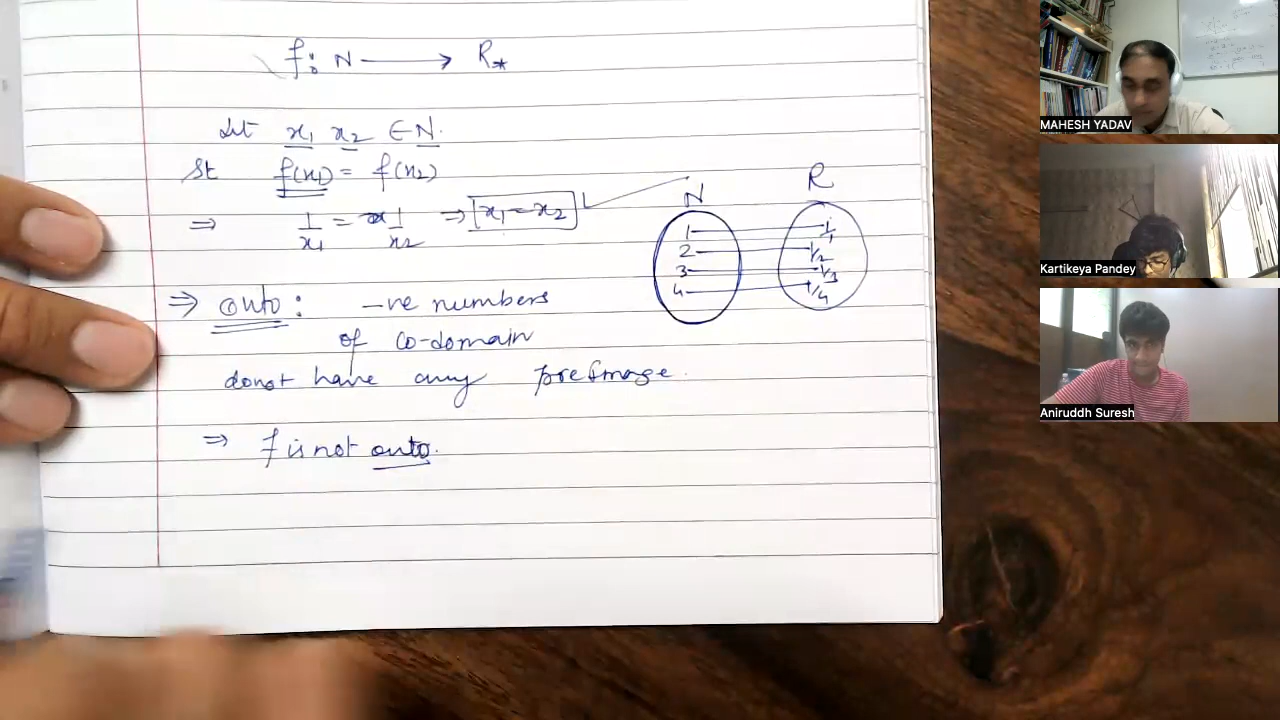 f: N ⟶ R*
Let x₁ x₂ ∈ N.
St f(x₁) = f(x₂)
⇒ 1/x₁ = 1/x₂ ⇒ x₁ = x₂
N R
1 1/1
2 1/2
3 1/3
4 1/4
⇒ onto: -ve numbers
of co-domain
donot have any preimage.
⇒ f is not onto.
MAHESH YADAV
Kartikeya Pandey
Aniruddh Suresh